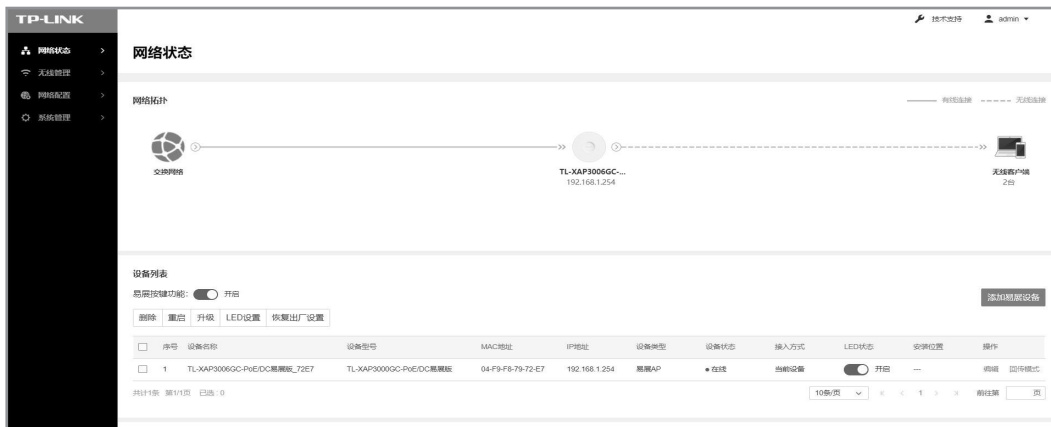 TP-LINK
技术支持 admin
网络状态
无线管理
网络配置
系统管理
网络状态
网络拓扑
有线连接 无线连接
交换网络
TL-XAP3006GC-...
192.168.1.254
无线客户端
2台
设备列表
易展按键功能: 开启
添加易展设备
删除 重启 升级 LED设置 恢复出厂设置
序号 设备名称 设备型号 MAC地址 IP地址 设备类型 设备状态 接入方式 LED状态 安装位置 操作
1 TL-XAP3006GC-PoE/DC易展版_72E7 TL-XAP3000GC-PoE/DC易展版 04-F9-F8-79-72-E7 192.168.1.254 易展AP 在线 当前设备 开启 --- 编辑 回传模式
共计1条 第1/1页 已选：0 10条/页 « < 1 > » 前往第 页